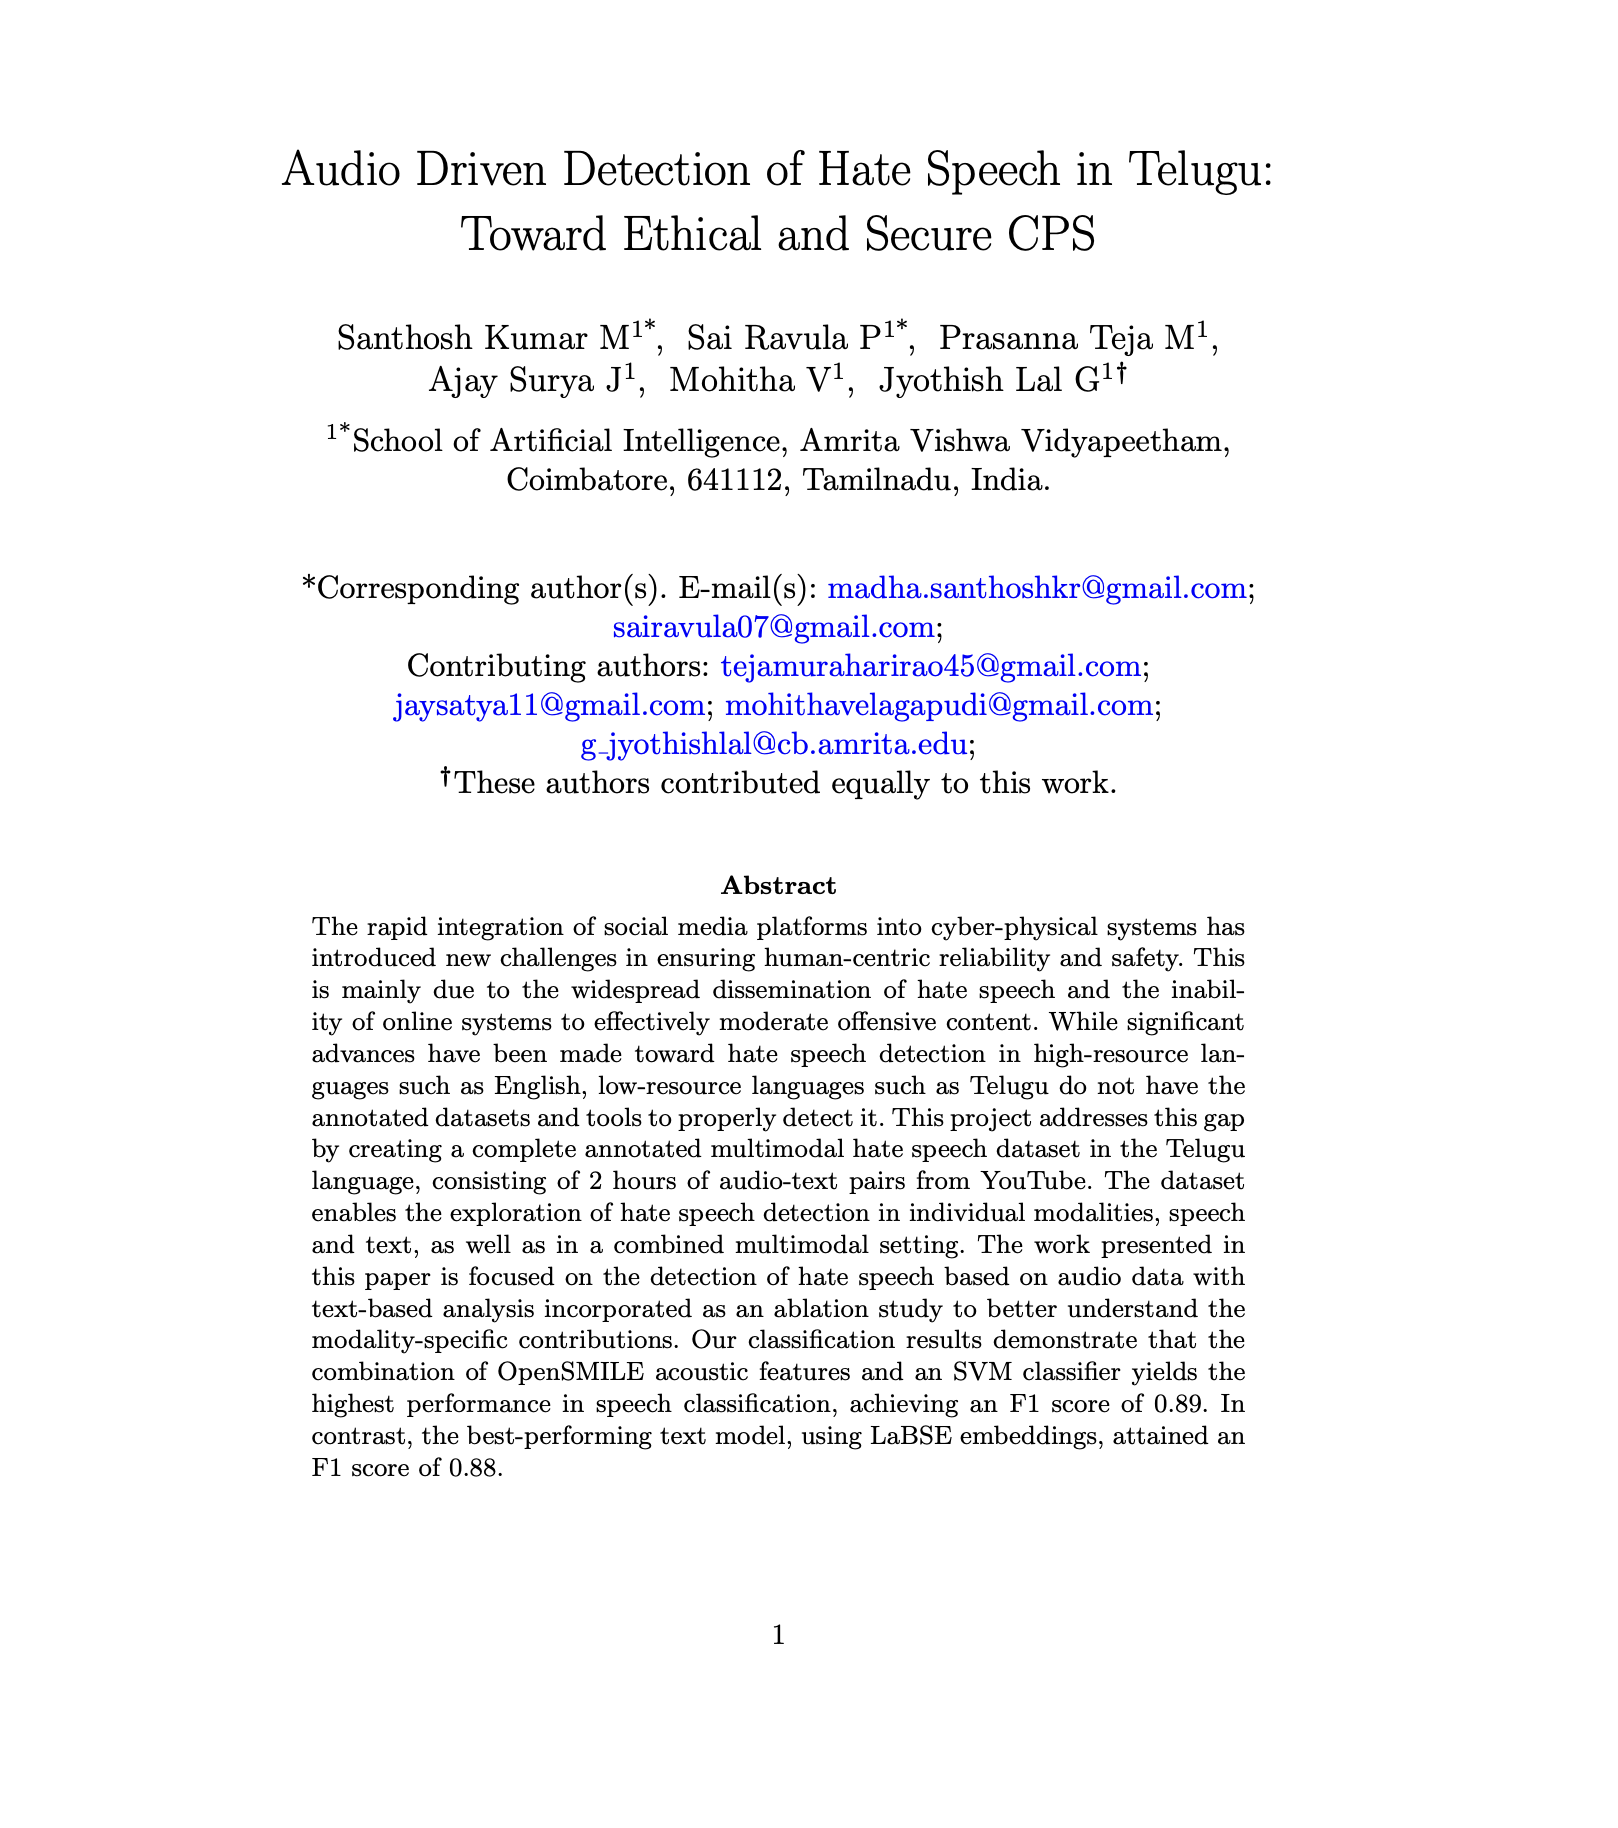 Audio Driven Detection of Hate Speech in Telugu:
Toward Ethical and Secure CPS
Santhosh Kumar M1*, Sai Ravula P1*, Prasanna Teja M1,
Ajay Surya J1, Mohitha V1, Jyothish Lal G1†
1*School of Artificial Intelligence, Amrita Vishwa Vidyapeetham,
Coimbatore, 641112, Tamilnadu, India.
*Corresponding author(s). E-mail(s): madha.santhoshkr@gmail.com;
sairavula07@gmail.com;
Contributing authors: tejamuraharirao45@gmail.com;
jaysatya11@gmail.com; mohithavelagapudi@gmail.com;
g_jyothishlal@cb.amrita.edu;
†These authors contributed equally to this work.
Abstract
The rapid integration of social media platforms into cyber-physical systems has
introduced new challenges in ensuring human-centric reliability and safety. This
is mainly due to the widespread dissemination of hate speech and the inabil-
ity of online systems to effectively moderate offensive content. While significant
advances have been made toward hate speech detection in high-resource lan-
guages such as English, low-resource languages such as Telugu do not have the
annotated datasets and tools to properly detect it. This project addresses this gap
by creating a complete annotated multimodal hate speech dataset in the Telugu
language, consisting of 2 hours of audio-text pairs from YouTube. The dataset
enables the exploration of hate speech detection in individual modalities, speech
and text, as well as in a combined multimodal setting. The work presented in
this paper is focused on the detection of hate speech based on audio data with
text-based analysis incorporated as an ablation study to better understand the
modality-specific contributions. Our classification results demonstrate that the
combination of OpenSMILE acoustic features and an SVM classifier yields the
highest performance in speech classification, achieving an F1 score of 0.89. In
contrast, the best-performing text model, using LaBSE embeddings, attained an
F1 score of 0.88.
1